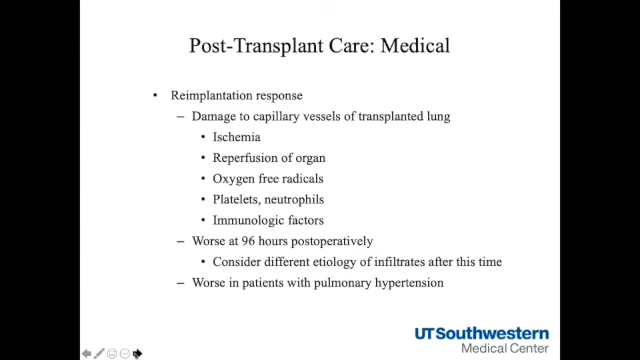 Post-Transplant Care: Medical
• Reimplantation response
– Damage to capillary vessels of transplanted lung
• Ischemia
• Reperfusion of organ
• Oxygen free radicals
• Platelets, neutrophils
• Immunologic factors
– Worse at 96 hours postoperatively
• Consider different etiology of infiltrates after this time
– Worse in patients with pulmonary hypertension
UTSouthwestern
Medical Center